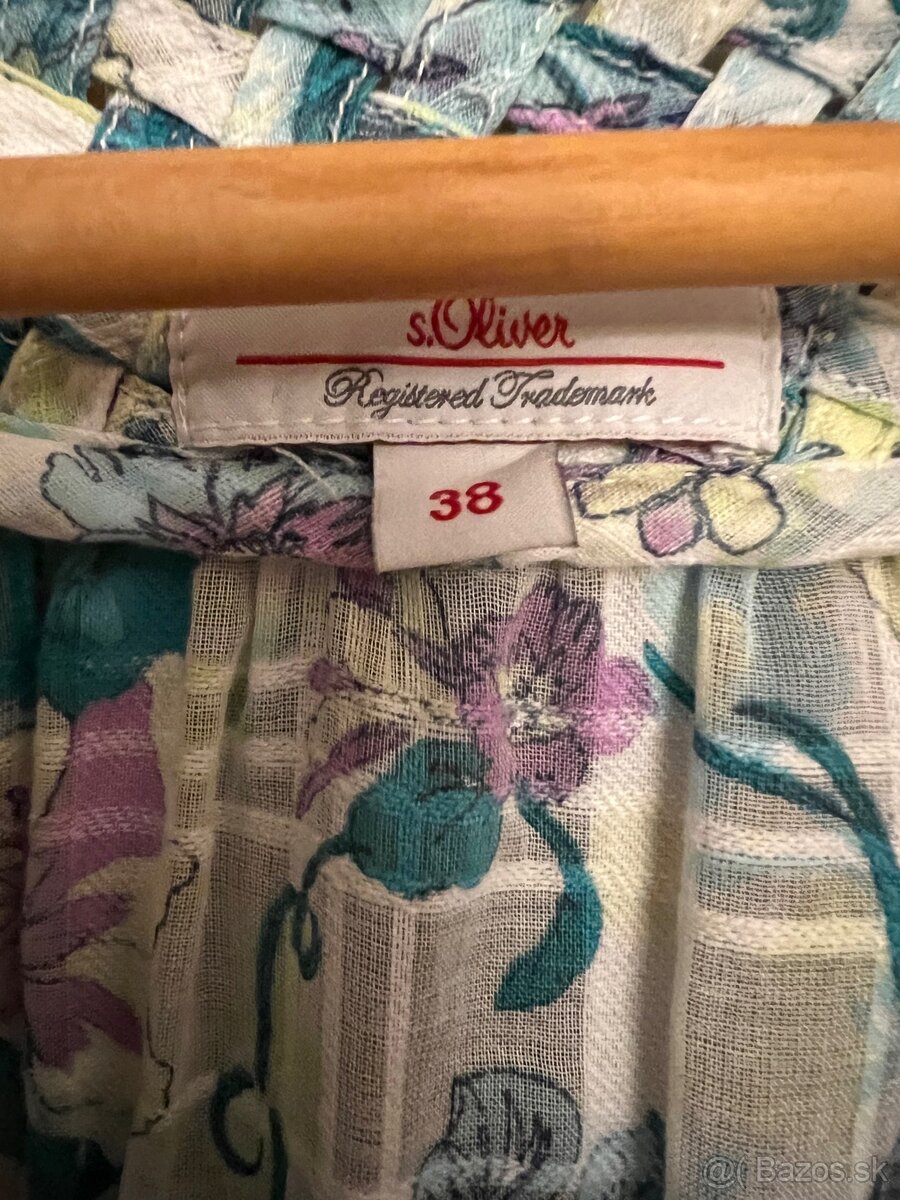 s.Oliver
Registered Trademark
38
@( Bazos.sk